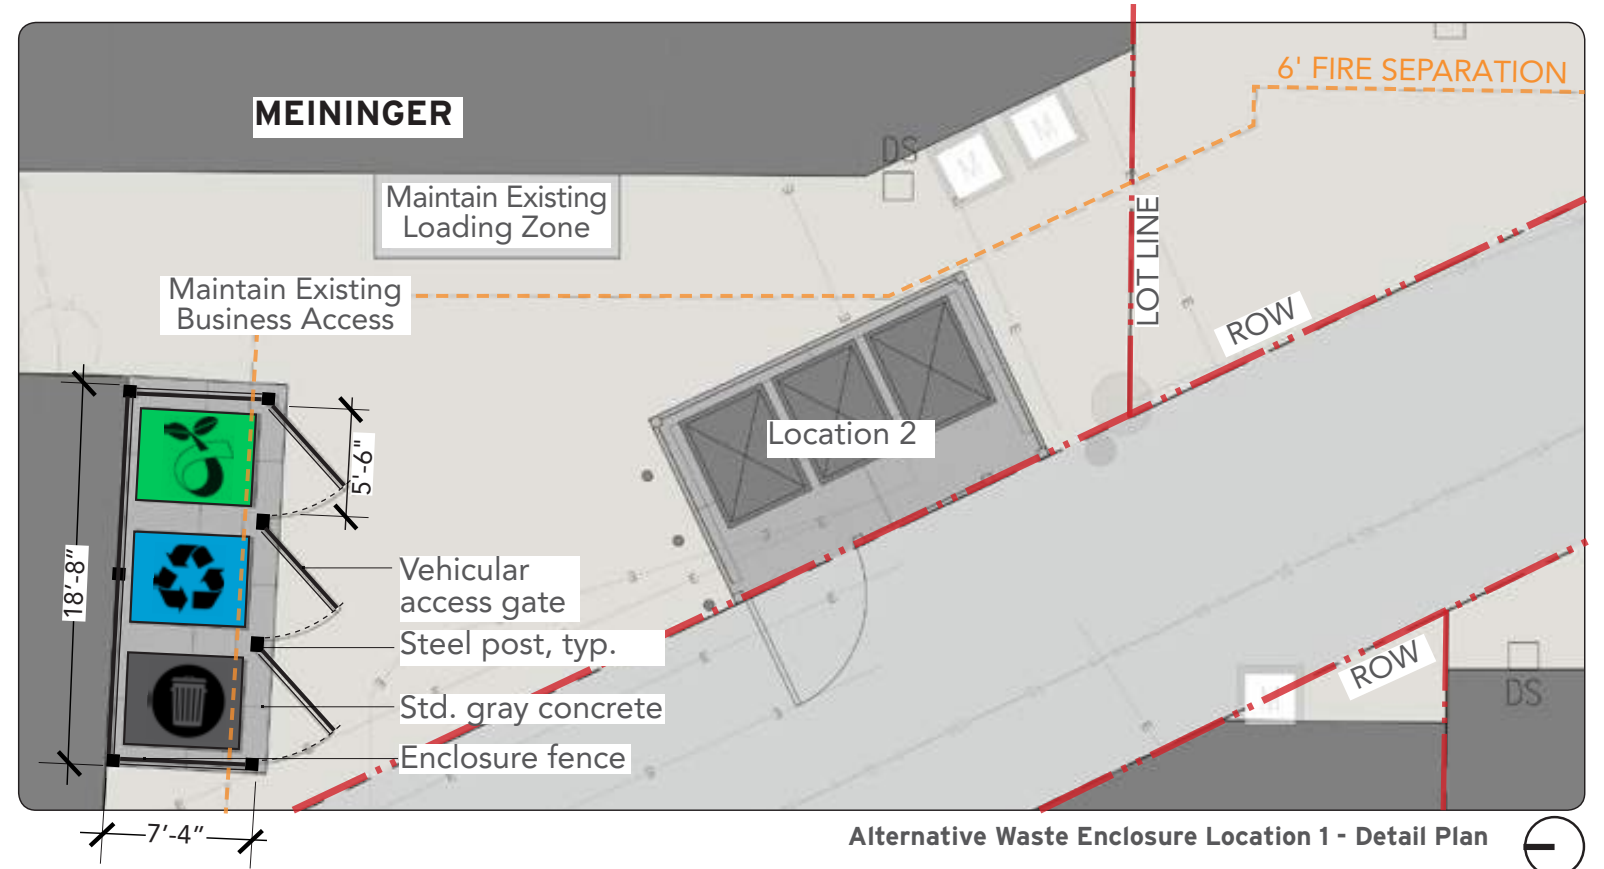 6' FIRE SEPARATION
MEININGER
DS
M
M
Maintain Existing
Loading Zone
LOT LINE
Maintain Existing
Business Access
ROW
5'-6"
Location 2
18'-8"
Vehicular
access gate
Steel post, typ.
ROW
DS
Std. gray concrete
Enclosure fence
7'-4"
Alternative Waste Enclosure Location 1 - Detail Plan